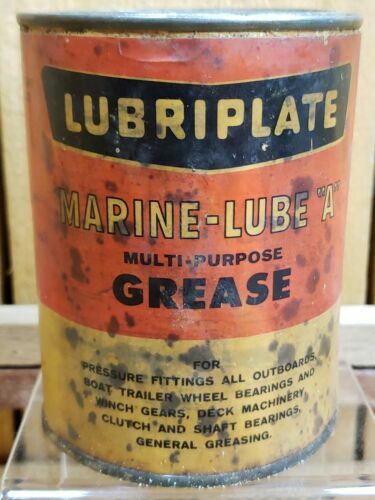 LUBRIPLATE
MARINE-LUBE "A"
MULTI-PURPOSE
GREASE
FOR
PRESSURE FITTINGS ALL OUTBOARDS,
BOAT TRAILER WHEEL BEARINGS AND
WINCH GEARS, DECK MACHINERY
CLUTCH AND SHAFT BEARINGS,
GENERAL GREASING.